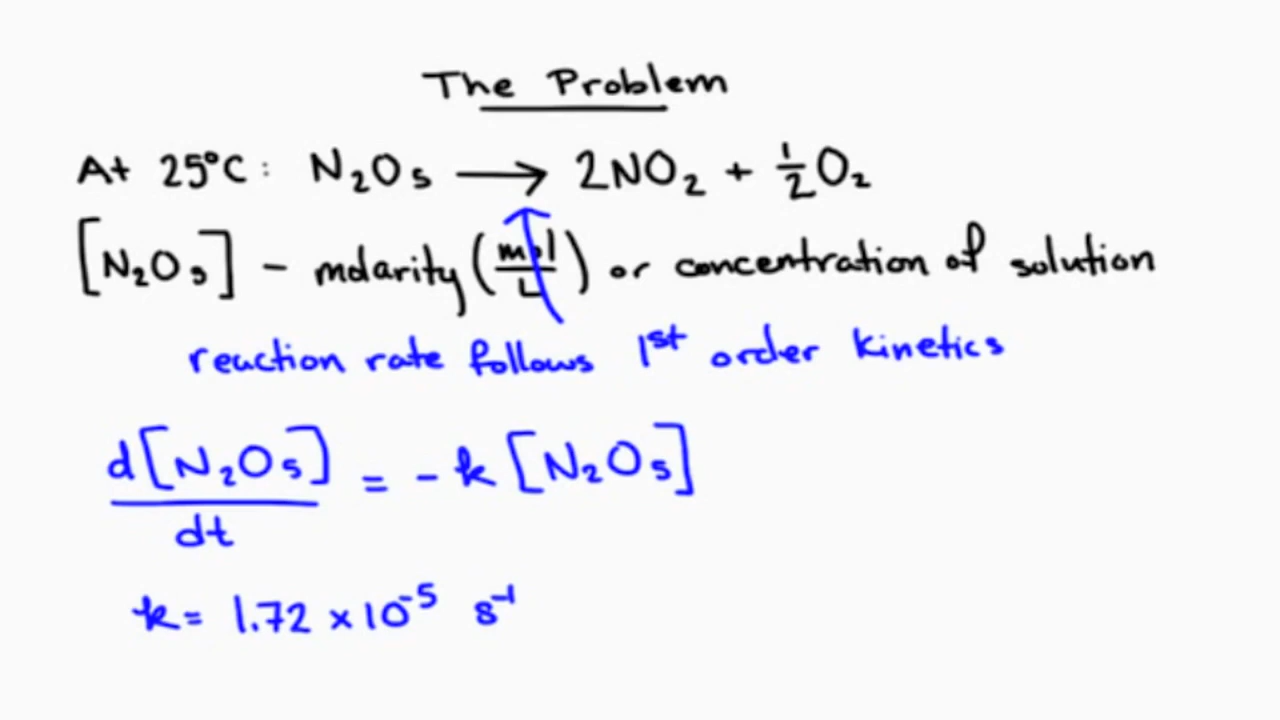 The Problem
At 25°C: N₂O₅ → 2NO₂ + ½O₂
[N₂O₅] - molarity (mol/L) or concentration of solution
reaction rate follows 1st order kinetics
d[N₂O₅]/dt = -k [N₂O₅]
k = 1.72 × 10⁻⁵ s⁻¹